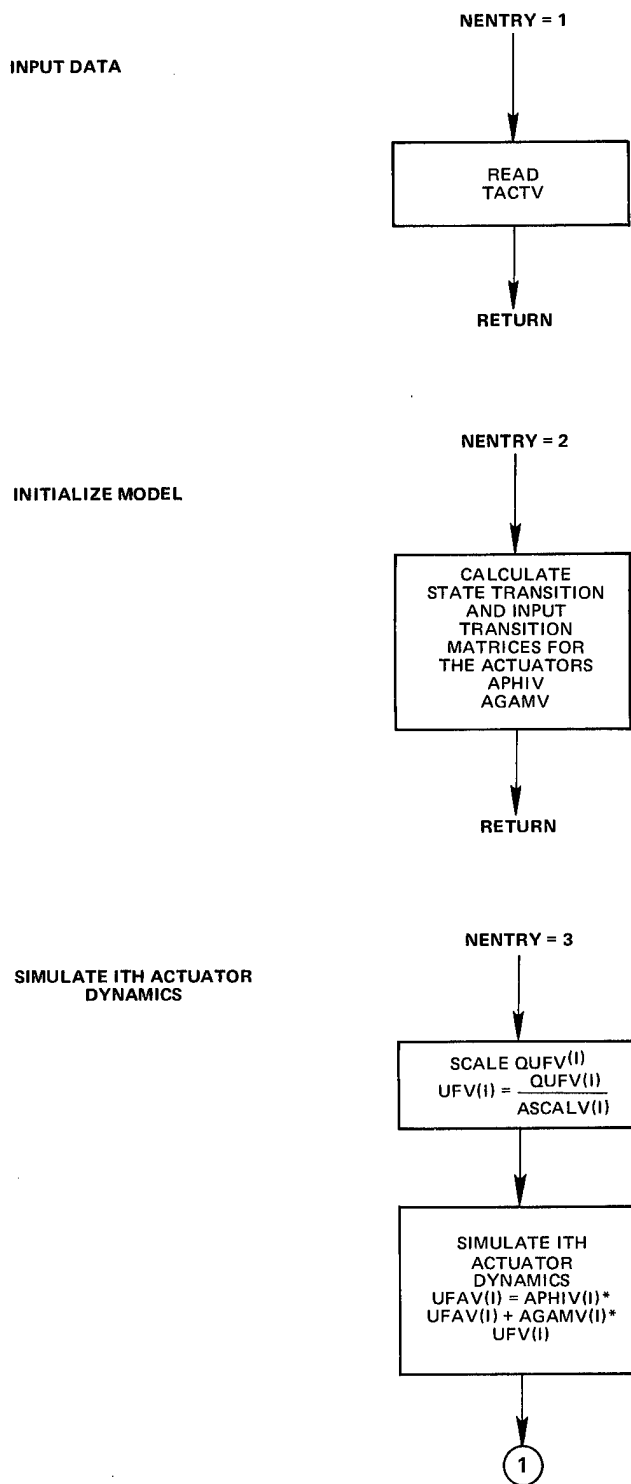 NENTRY = 1
INPUT DATA
READ
TACTV
RETURN
NENTRY = 2
INITIALIZE MODEL
CALCULATE
STATE TRANSITION
AND INPUT
TRANSITION
MATRICES FOR
THE ACTUATORS
APHIV
AGAMV
RETURN
NENTRY = 3
SIMULATE ITH ACTUATOR
DYNAMICS
SCALE QUFV(I)
UFV(I) = QUFV(I)
ASCALV(I)
SIMULATE ITH
ACTUATOR
DYNAMICS
UFAV(I) = APHIV(I)*
UFAV(I) + AGAMV(I)*
UFV(I)
1